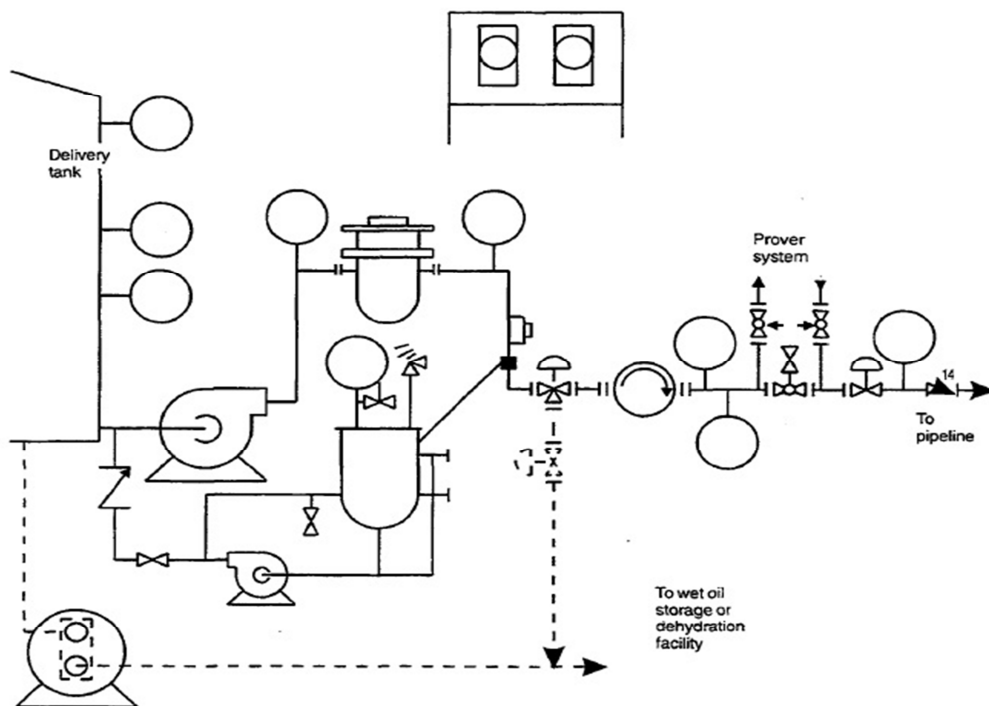 Delivery
tank
Prover
system
14
To
pipeline
To wet oil
storage or
dehydration
facility